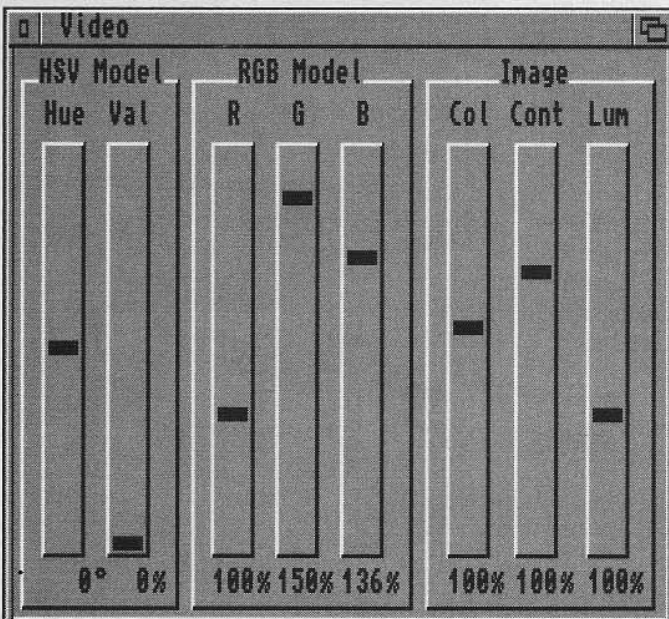 Video
HSV Model RGB Model Image
Hue Val R G B Col Cont Lum
0° 0% 100% 150% 136% 100% 100% 100%